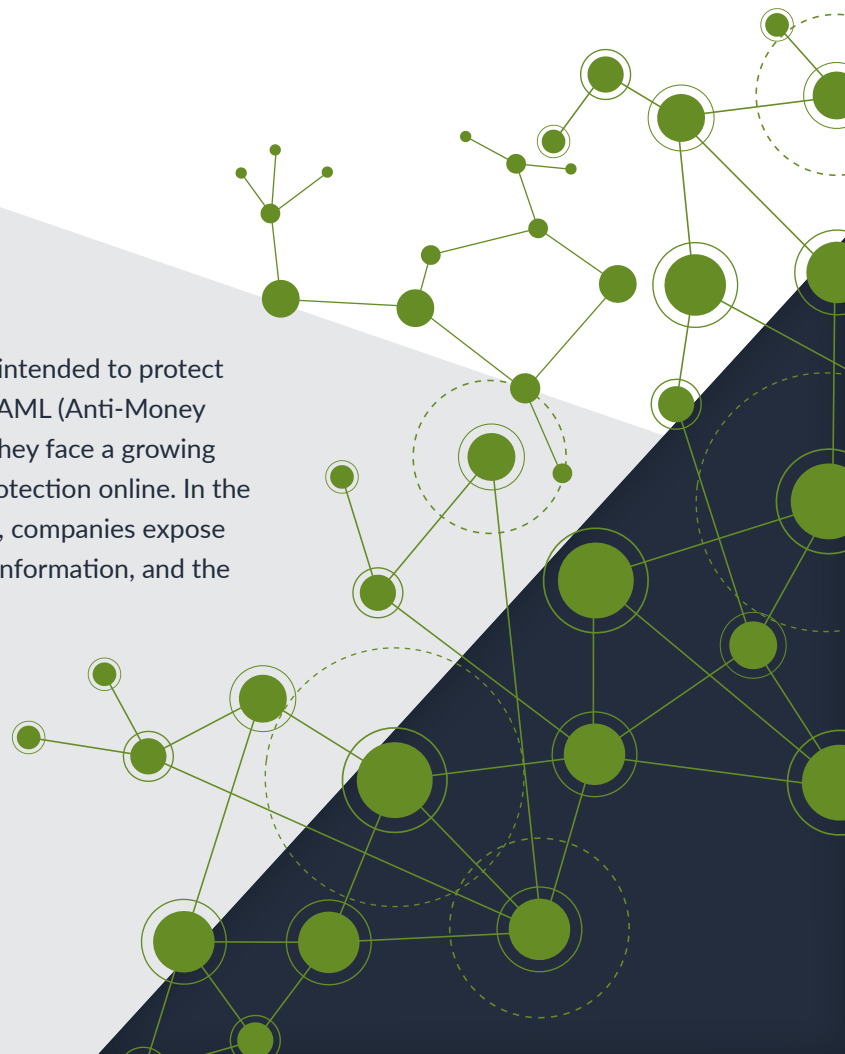 intended to protect
AML (Anti-Money
hey face a growing
otection online. In the
, companies expose
nformation, and the